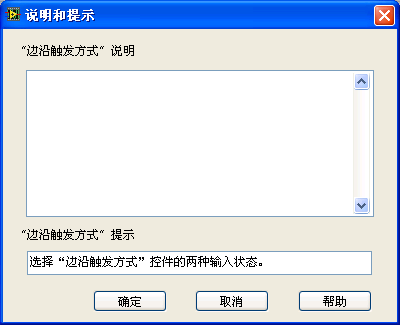 说明和提示
"边沿触发方式" 说明
"边沿触发方式" 提示
选择“边沿触发方式”控件的两种输入状态。
确定
取消
帮助